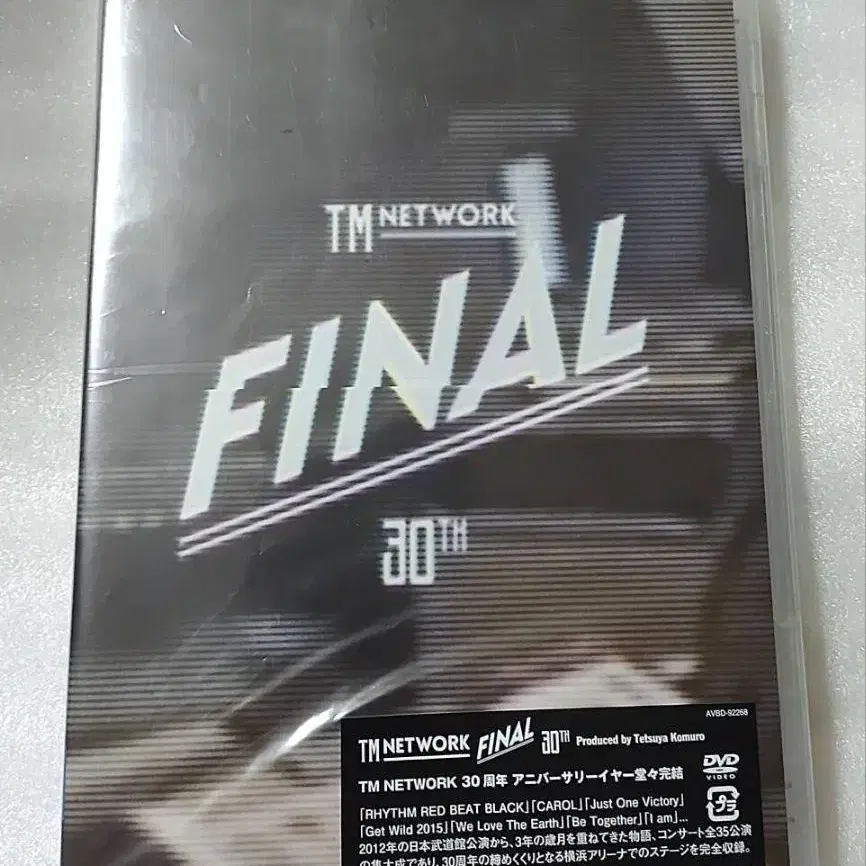 TM NETWORK
FINAL
30TH
AVBD-92268
TM NETWORK FINAL 30TH Produced by Tetsuya Komuro
DVD
VIDEO
TM NETWORK 30周年 アニバーサリーイヤー堂々完結
プラ
「RHYTHM RED BEAT BLACK」「CAROL」「Just One Victory」
「Get Wild 2015」「We Love The Earth」「Be Together」「I am」...
2012年の日本武道館公演から、3年の歳月を重ねてきた物語、コンサート全35公演
の集大成であり、30周年の締めくくりとなる横浜アリーナでのステージを完全収録。